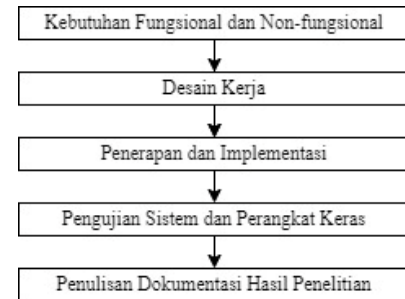 Kebutuhan Fungsional dan Non-fungsional
Desain Kerja
Penerapan dan Implementasi
Pengujian Sistem dan Perangkat Keras
Penulisan Dokumentasi Hasil Penelitian